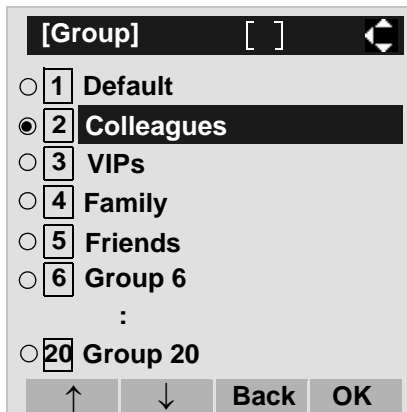 [Group] [ ]
1 Default
2 Colleagues
3 VIPs
4 Family
5 Friends
6 Group 6
:
20 Group 20
↑ ↓ Back OK